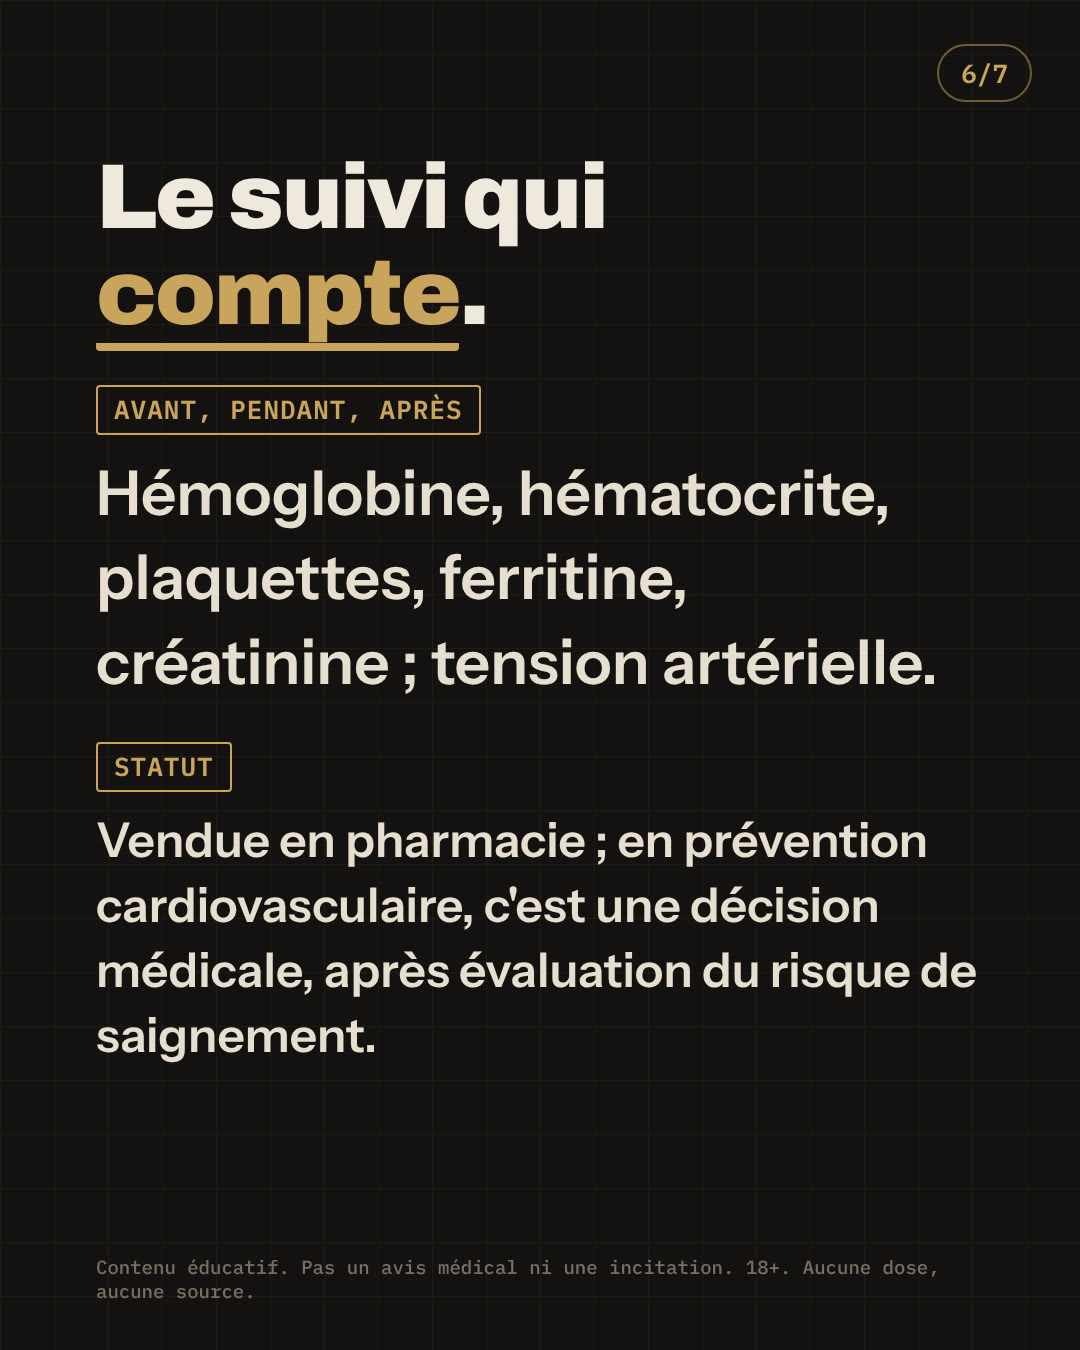 6/7
Le suivi qui
compte.
AVANT, PENDANT, APRÈS
Hémoglobine, hématocrite,
plaquettes, ferritine,
créatinine ; tension artérielle.
STATUT
Vendue en pharmacie ; en prévention
cardiovasculaire, c'est une décision
médicale, après évaluation du risque de
saignement.
Contenu éducatif. Pas un avis médical ni une incitation. 18+. Aucune dose,
aucune source.